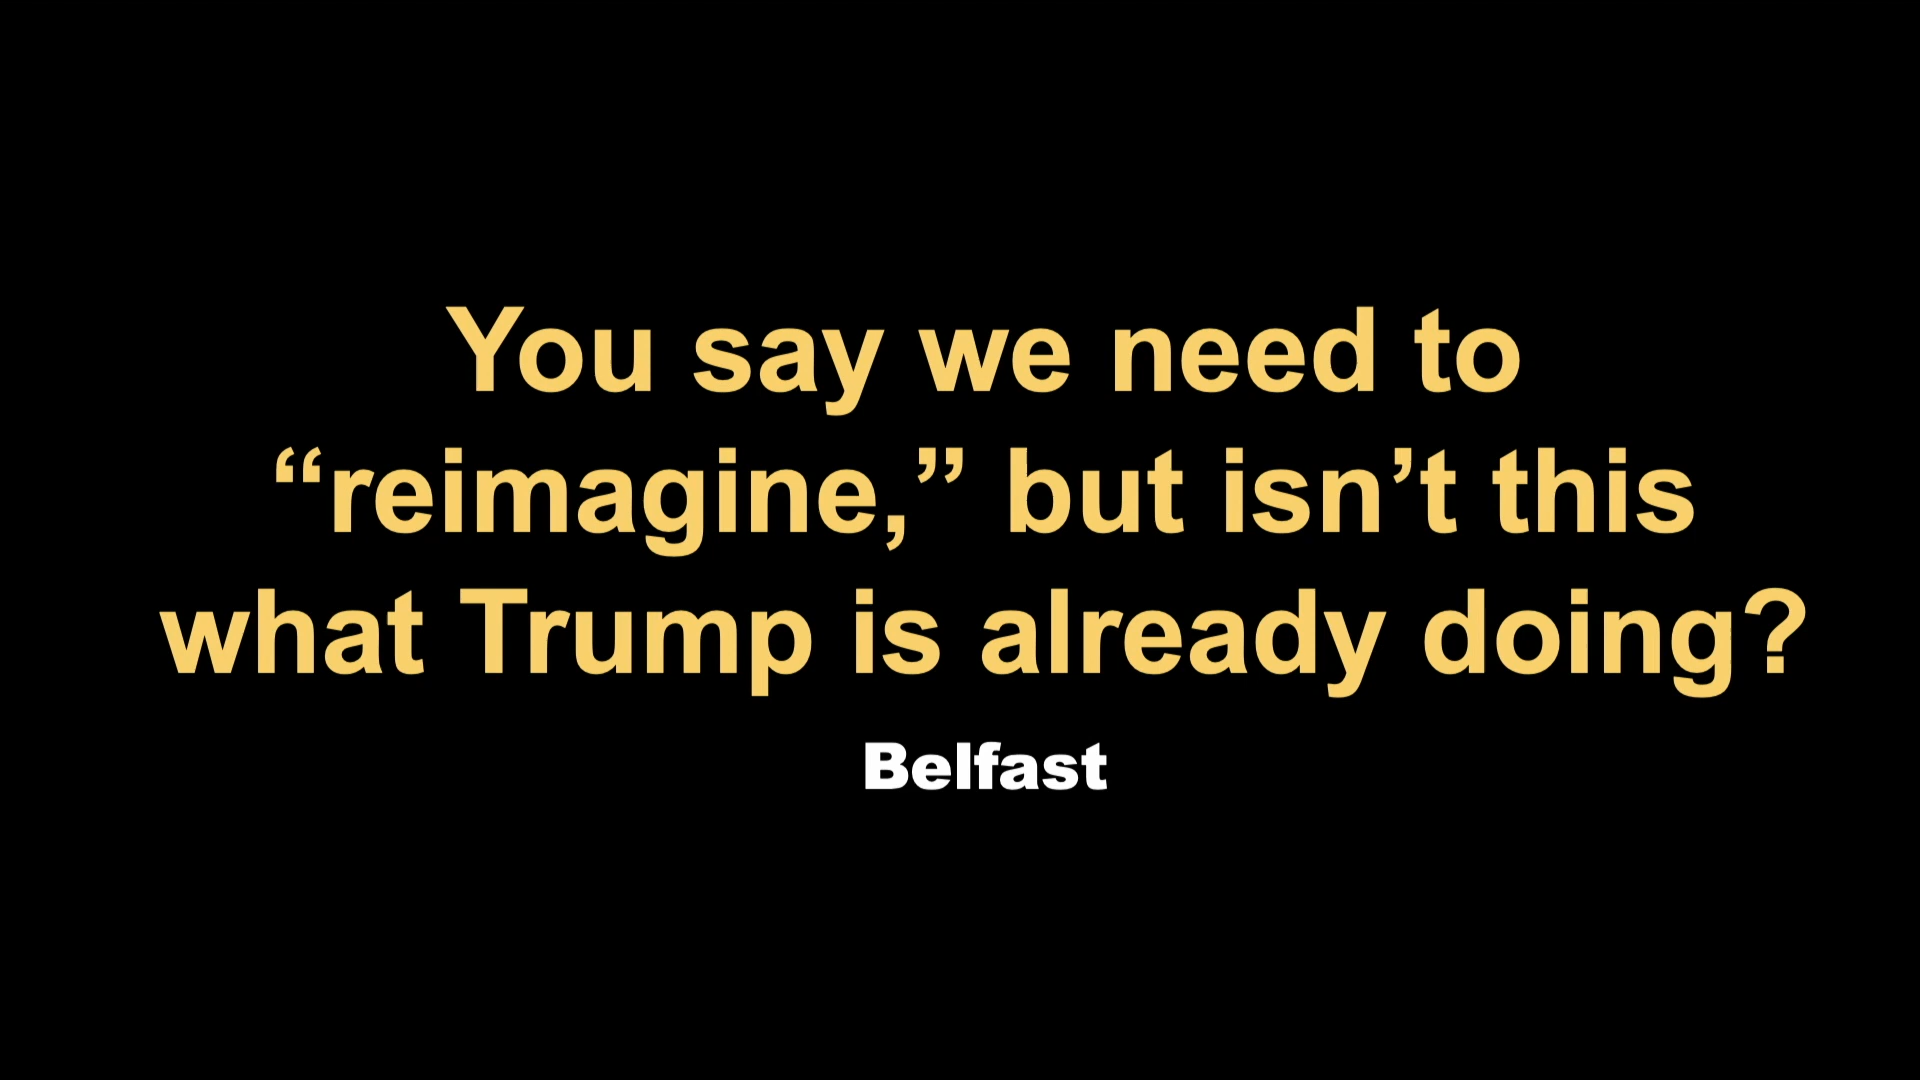 You say we need to
“reimagine,” but isn’t this
what Trump is already doing?
Belfast